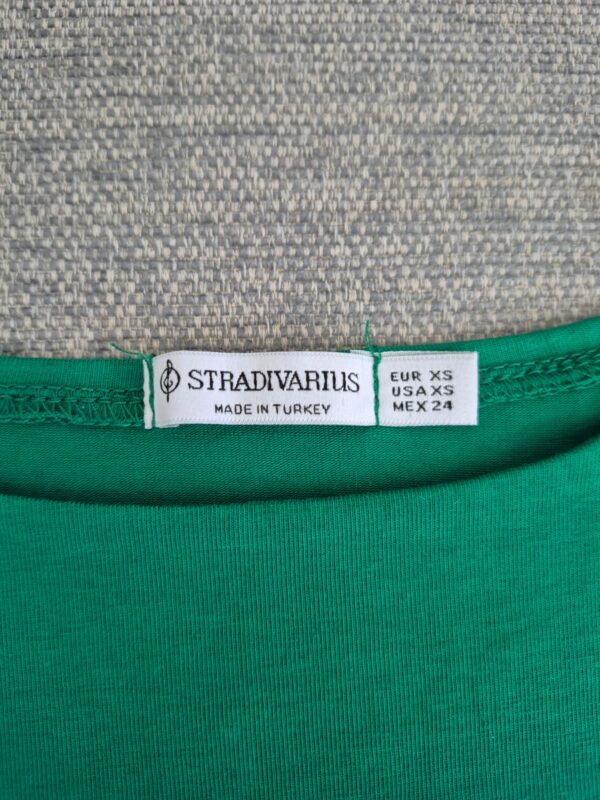 STRADIVARIUS
MADE IN TURKEY
EUR XS
USA XS
MEX 24